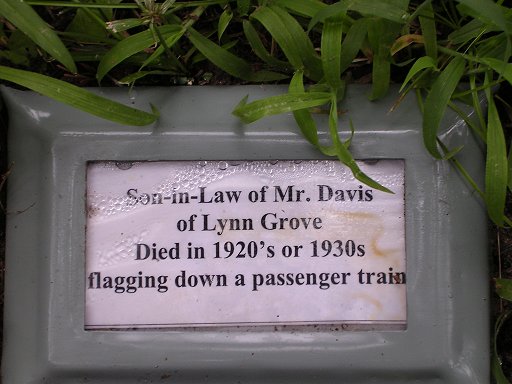 Son-in-Law of Mr. Davis
of Lynn Grove
Died in 1920's or 1930s
flagging down a passenger train